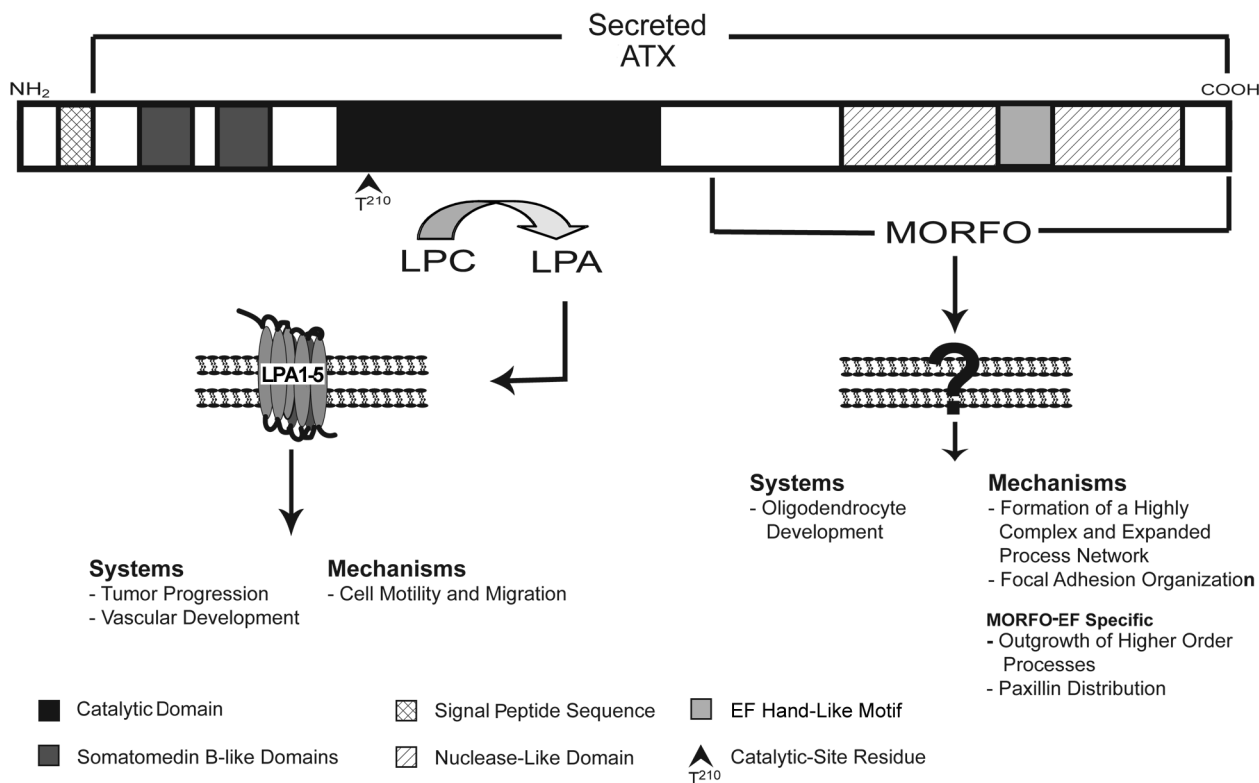 Secreted
ATX
NH2
COOH
T210
LPC LPA
MORFO
LPA1-5
?
Systems
- Oligodendrocyte
Development
Mechanisms
- Formation of a Highly
Complex and Expanded
Process Network
- Focal Adhesion Organization
MORFO-EF Specific
- Outgrowth of Higher Order
Processes
- Paxillin Distribution
Systems
- Tumor Progression
- Vascular Development
Mechanisms
- Cell Motility and Migration
Catalytic Domain
Signal Peptide Sequence
EF Hand-Like Motif
Somatomedin B-like Domains
Nuclease-Like Domain
T210 Catalytic-Site Residue